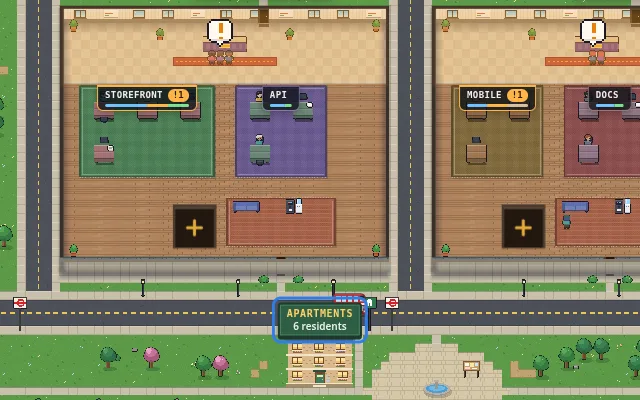 STOREFRONT !1
API
MOBILE !1
DOCS
APARTMENTS
6 residents